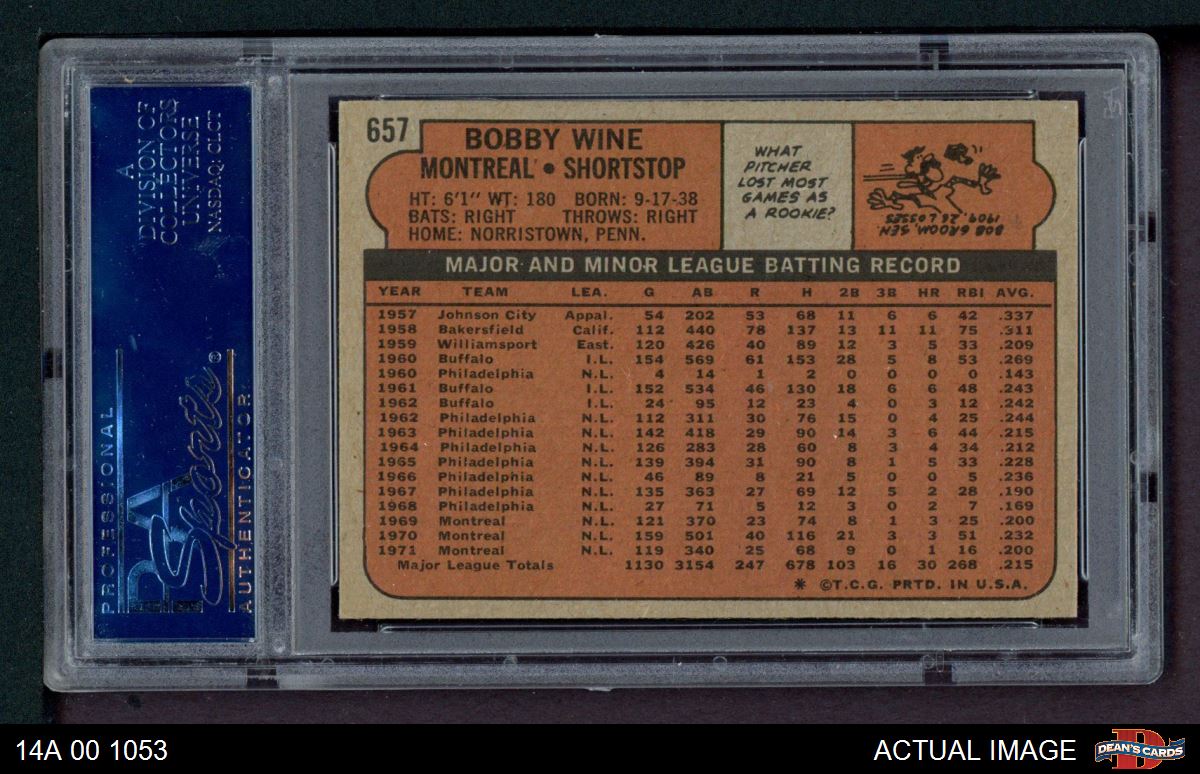 A
DIVISION OF
COLLECTORS
UNIVERSE
NASDAQ: CLCT
PROFESSIONAL
PSA
Sports®
AUTHENTICATOR
657
BOBBY WINE
MONTREAL • SHORTSTOP
HT: 6'1" WT: 180 BORN: 9-17-38
BATS: RIGHT THROWS: RIGHT
HOME: NORRISTOWN, PENN.
WHAT
PITCHER
LOST MOST
GAMES AS
A ROOKIE?
BOB GROOM, SEN.
1909, 26 LOSSES
MAJOR AND MINOR LEAGUE BATTING RECORD
YEAR TEAM LEA. G AB R H 2B 3B HR RBI AVG.
1957 Johnson City Appal. 54 202 53 68 11 6 6 42 .337
1958 Bakersfield Calif. 112 440 78 137 13 11 11 75 .311
1959 Williamsport East. 120 426 40 89 12 3 5 33 .209
1960 Buffalo I.L. 154 569 61 153 28 5 8 53 .269
1960 Philadelphia N.L. 4 14 1 2 0 0 0 0 .143
1961 Buffalo I.L. 152 534 46 130 18 6 6 48 .243
1962 Buffalo I.L. 24 95 12 23 4 0 3 12 .242
1962 Philadelphia N.L. 112 311 30 76 15 0 4 25 .244
1963 Philadelphia N.L. 142 418 29 90 14 3 6 44 .215
1964 Philadelphia N.L. 126 283 28 60 8 3 4 34 .212
1965 Philadelphia N.L. 139 394 31 90 8 1 5 33 .228
1966 Philadelphia N.L. 46 89 8 21 5 0 0 5 .236
1967 Philadelphia N.L. 135 363 27 69 12 5 2 28 .190
1968 Philadelphia N.L. 27 71 5 12 3 0 2 7 .169
1969 Montreal N.L. 121 370 23 74 8 1 3 25 .200
1970 Montreal N.L. 159 501 40 116 21 3 3 51 .232
1971 Montreal N.L. 119 340 25 68 9 0 1 16 .200
Major League Totals 1130 3154 247 678 103 16 30 268 .215
* ©T.C.G. PRTD. IN U.S.A.
14A 00 1053
ACTUAL IMAGE
DEAN'S CARDS